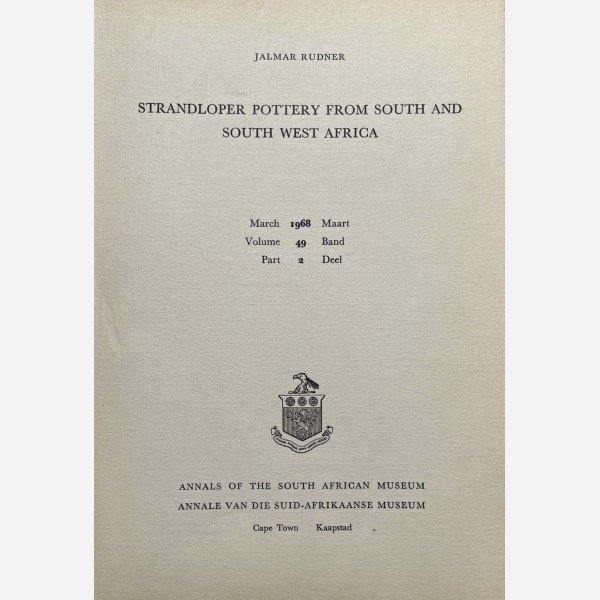 JALMAR RUDNER
STRANDLOPER POTTERY FROM SOUTH AND
SOUTH WEST AFRICA
March 1968 Maart
Volume 49 Band
Part 2 Deel
ANNALS OF THE SOUTH AFRICAN MUSEUM
ANNALE VAN DIE SUID-AFRIKAANSE MUSEUM
Cape Town Kaapstad